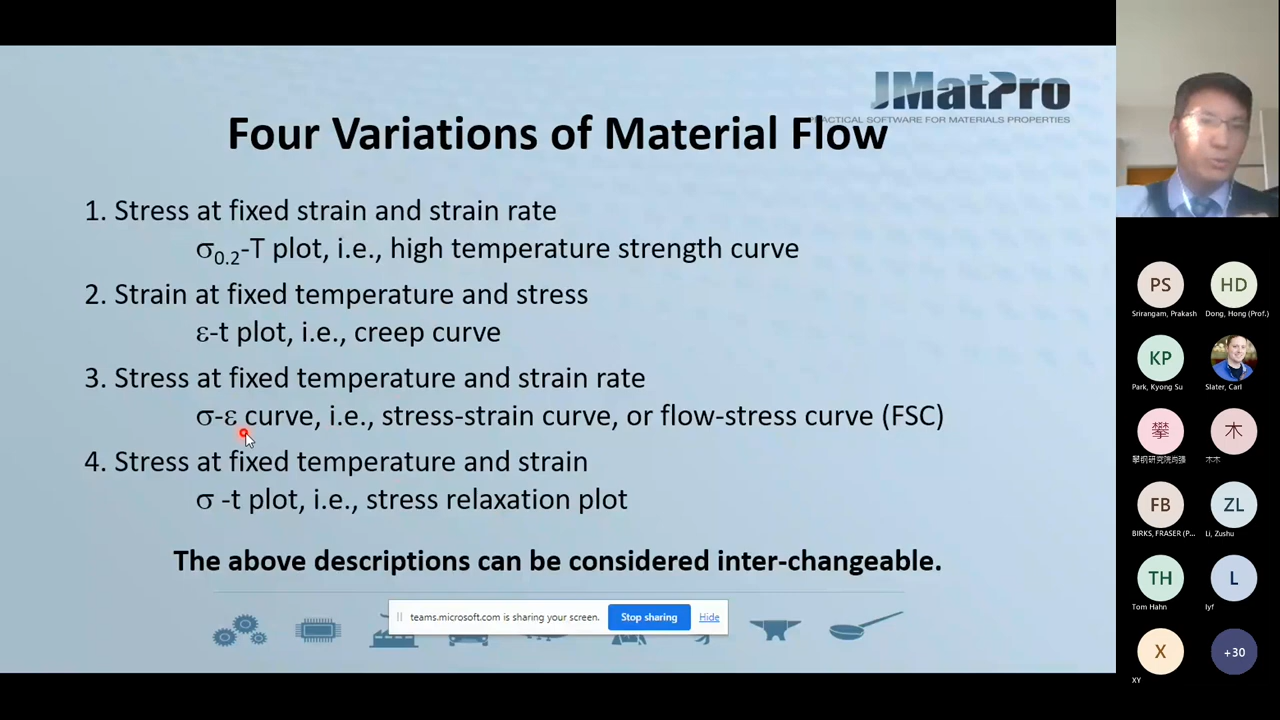 JMatPro
PRACTICAL SOFTWARE FOR MATERIALS PROPERTIES
Four Variations of Material Flow
1. Stress at fixed strain and strain rate
σ0.2-T plot, i.e., high temperature strength curve
2. Strain at fixed temperature and stress
ε-t plot, i.e., creep curve
3. Stress at fixed temperature and strain rate
σ-ε curve, i.e., stress-strain curve, or flow-stress curve (FSC)
4. Stress at fixed temperature and strain
σ -t plot, i.e., stress relaxation plot
The above descriptions can be considered inter-changeable.
teams.microsoft.com is sharing your screen.
Stop sharing
Hide
PS
HD
Srirangam, Prakash
Dong, Hong (Prof.)
KP
Park, Kyong Su
Slater, Carl
攀
木
木木
FB
ZL
BIRKS, FRASER (P...
Li, Zushu
TH
L
Tom Hahn
lyf
X
+30
XY